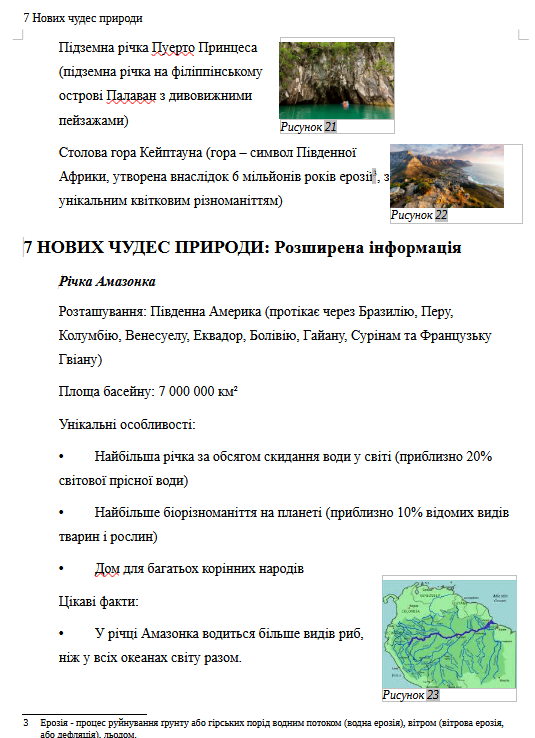 7 Нових чудес природи
Підземна річка Пуерто Принцеса
(підземна річка на філіппінському
острові Палаван з дивовижними
пейзажами)
Рисунок 21
Столова гора Кейптауна (гора – символ Південної
Африки, утворена внаслідок 6 мільйонів років ерозії³, з
унікальним квітковим різноманіттям)
Рисунок 22
7 НОВИХ ЧУДЕС ПРИРОДИ: Розширена інформація
Річка Амазонка
Розташування: Південна Америка (протікає через Бразилію, Перу,
Колумбію, Венесуелу, Еквадор, Болівію, Гайану, Сурінам та Французьку
Гвіану)
Площа басейну: 7 000 000 км²
Унікальні особливості:
• Найбільша річка за обсягом скидання води у світі (приблизно 20%
світової прісної води)
• Найбільше біорізноманіття на планеті (приблизно 10% відомих видів
тварин і рослин)
• Дом для багатьох корінних народів
Цікаві факти:
• У річці Амазонка водиться більше видів риб,
ніж у всіх океанах світу разом.
Рисунок 23
3 Ерозія - процес руйнування ґрунту або гірських порід водним потоком (водна ерозія), вітром (вітрова ерозія,
або дефляція), льодом.